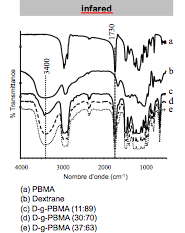 infared
1730
a
3400
b
c
d
e
% Transmittance
4000 3000 2000 1000
Nombre d'onde (cm⁻¹)
(a) PBMA
(b) Dextrane
(c) D-g-PBMA (11:89)
(d) D-g-PBMA (30:70)
(e) D-g-PBMA (37:63)